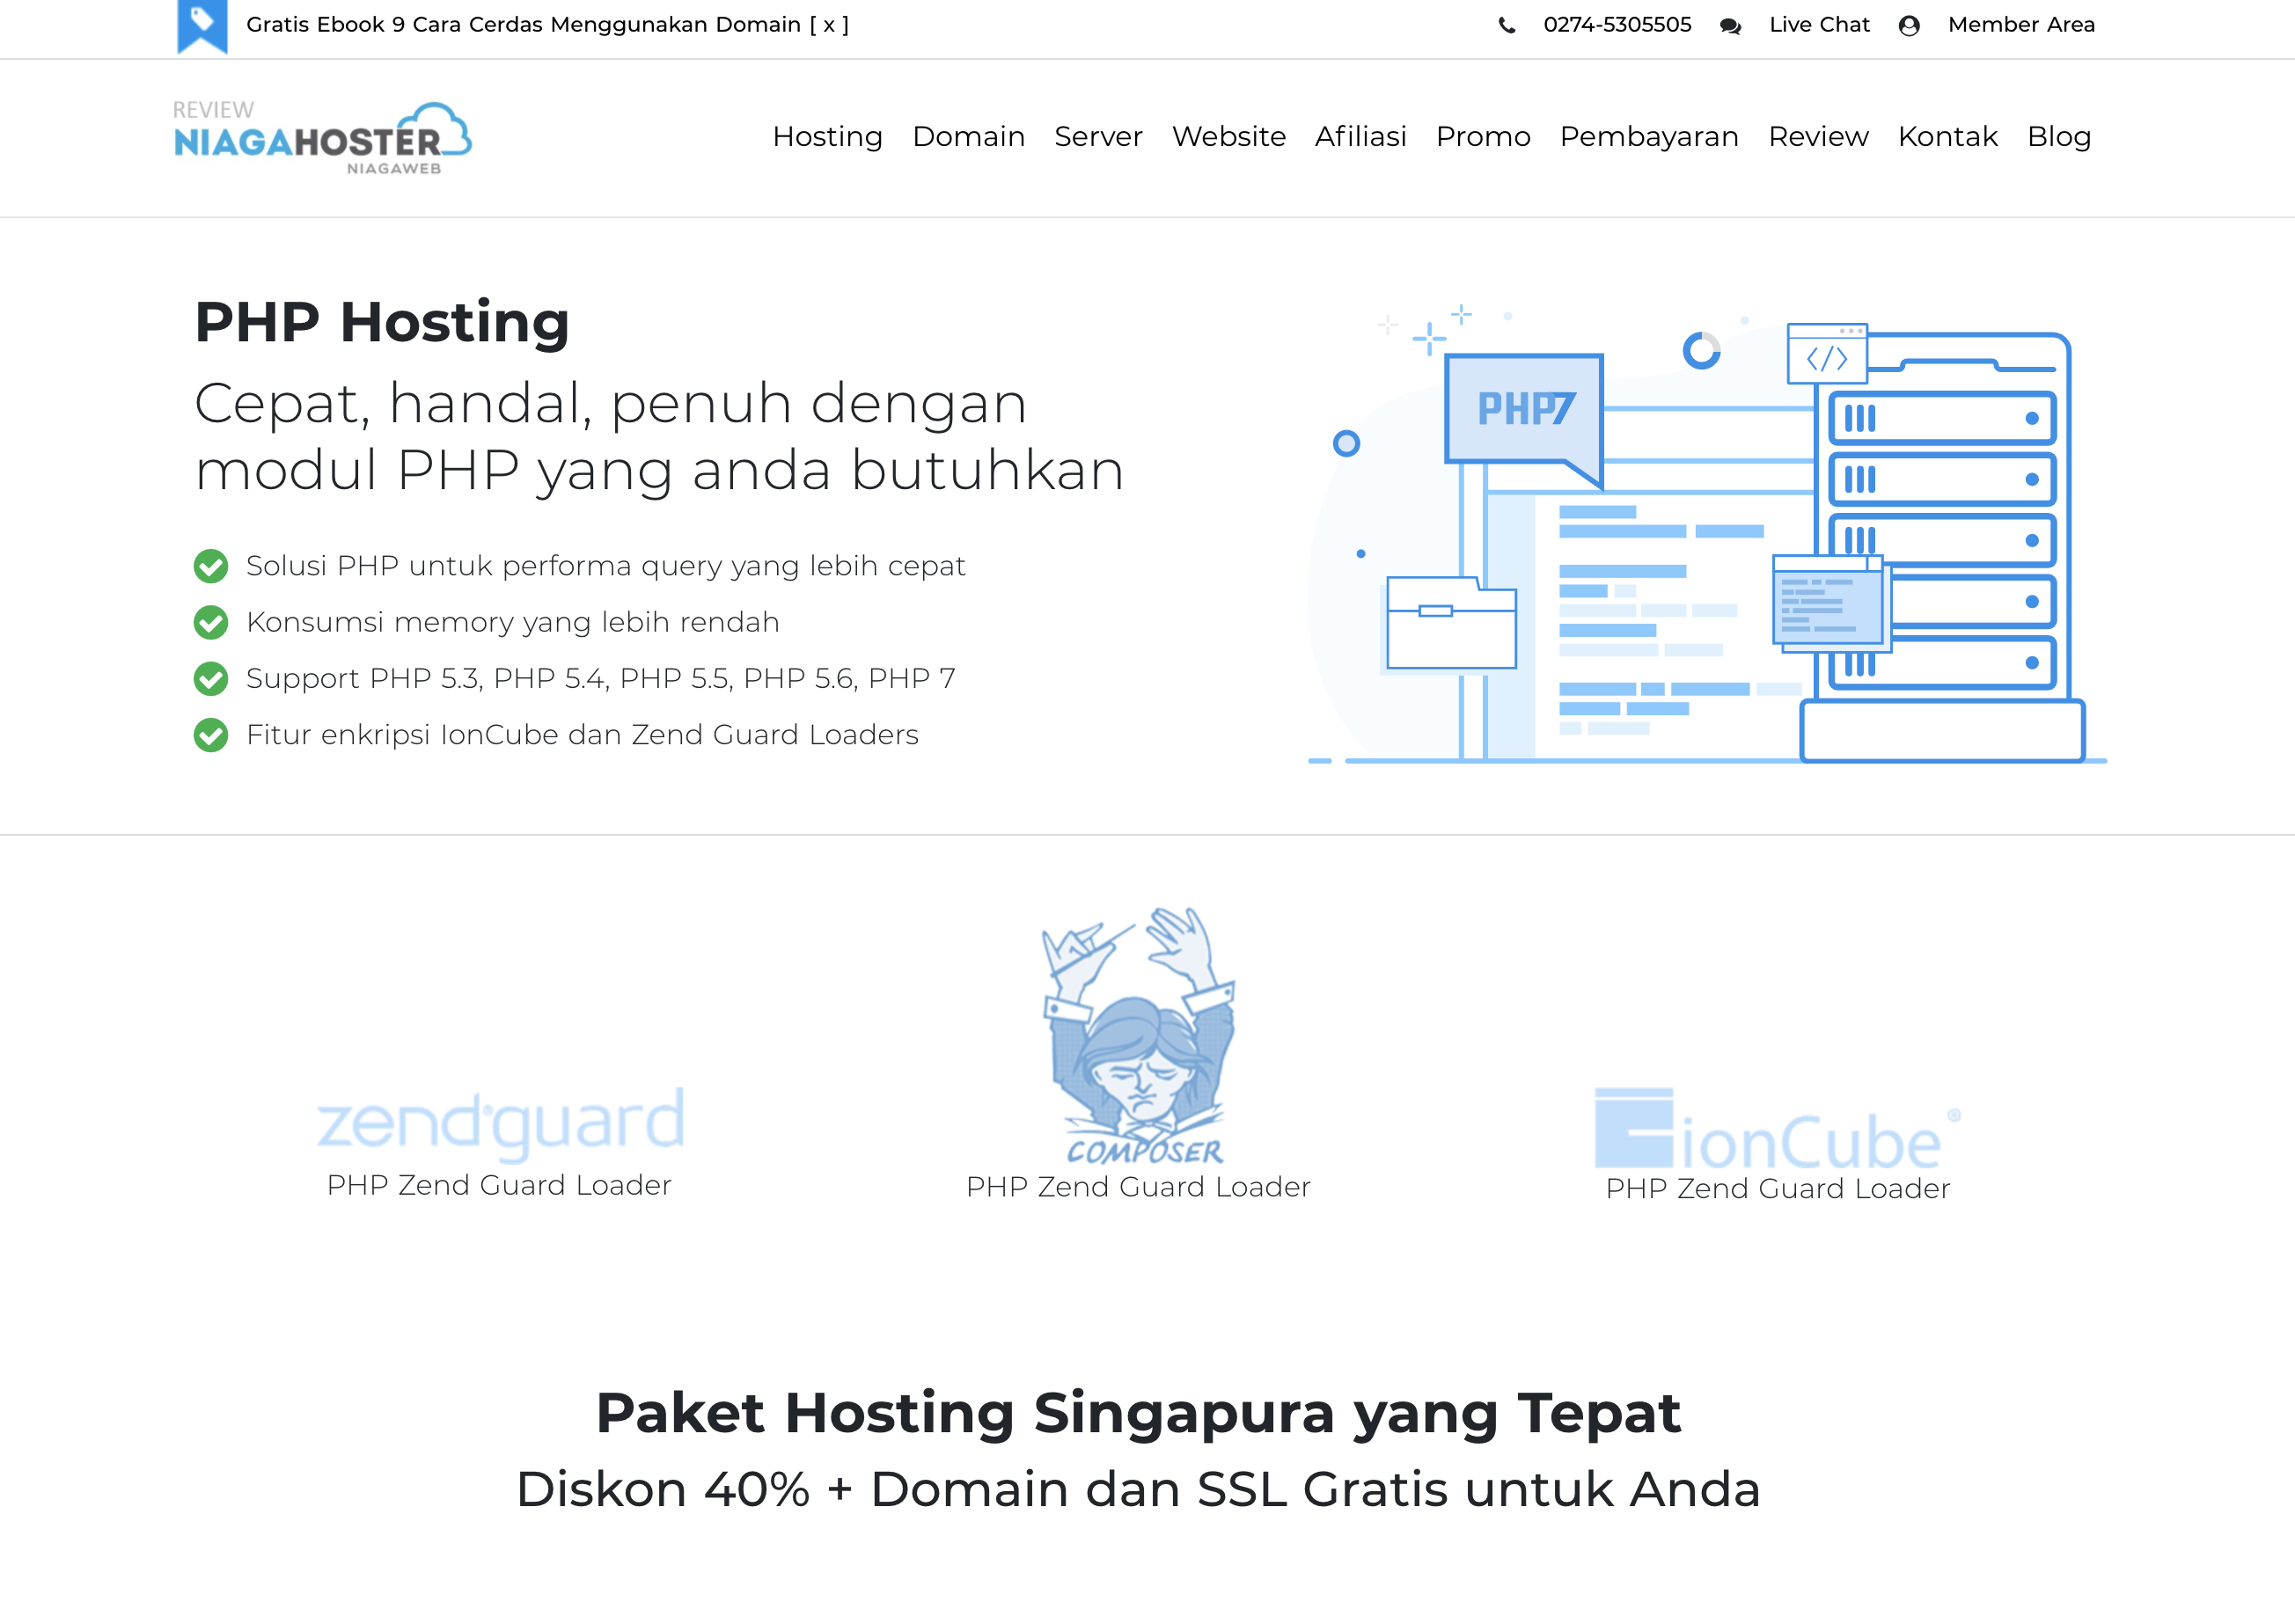 Gratis Ebook 9 Cara Cerdas Menggunakan Domain [ x ]
0274-5305505 Live Chat Member Area
REVIEW
NIAGAHOSTER
NIAGAWEB
Hosting Domain Server Website Afiliasi Promo Pembayaran Review Kontak Blog
PHP Hosting
Cepat, handal, penuh dengan
modul PHP yang anda butuhkan
Solusi PHP untuk performa query yang lebih cepat
Konsumsi memory yang lebih rendah
Support PHP 5.3, PHP 5.4, PHP 5.5, PHP 5.6, PHP 7
Fitur enkripsi IonCube dan Zend Guard Loaders
PHP7
</>
zend®guard
PHP Zend Guard Loader
COMPOSER
PHP Zend Guard Loader
ionCube®
PHP Zend Guard Loader
Paket Hosting Singapura yang Tepat
Diskon 40% + Domain dan SSL Gratis untuk Anda